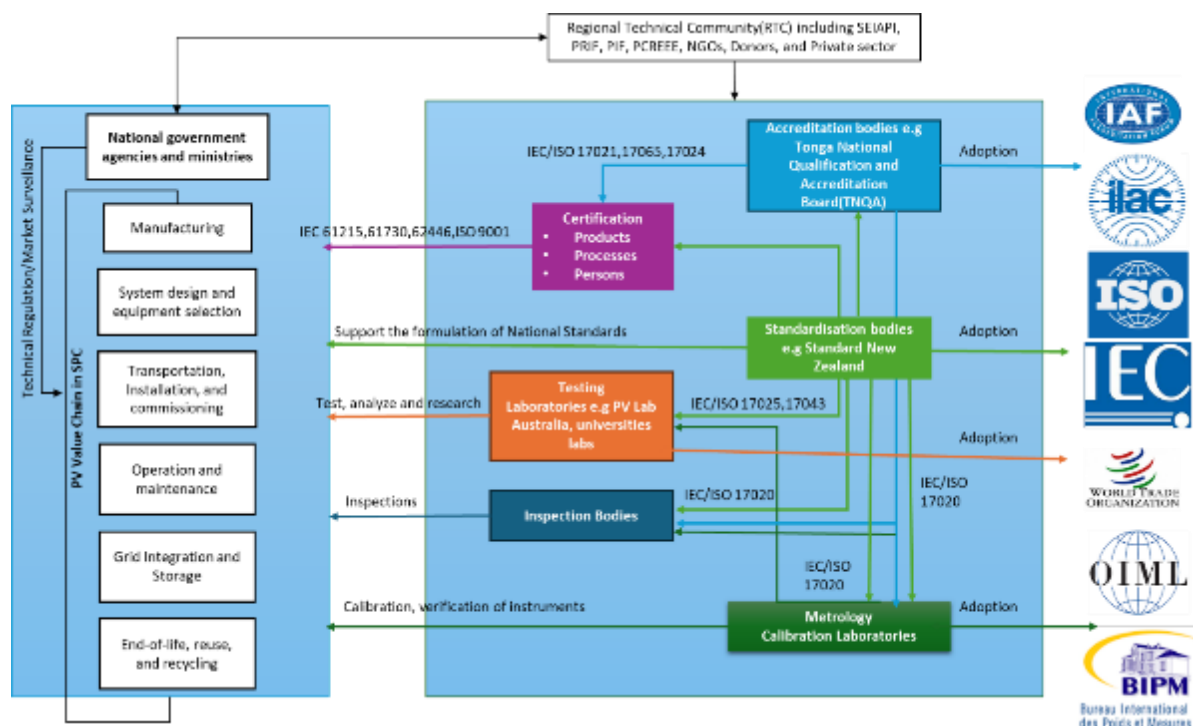 Regional Technical Community(RTC) including SEIAPI,
PRIF, PIF, PCREEE, NGOs, Donors, and Private sector
National government
agencies and ministries
Technical Regulation/Market Surveillance
PV Value Chain in SPC
Manufacturing
System design and
equipment selection
Transportation,
Installation, and
commissioning
Operation and
maintenance
Grid Integration and
Storage
End-of-life, reuse,
and recycling
IEC/ISO 17021,17065,17024
IEC 61215,61730,62446,ISO 9001
Support the formulation of National Standards
Test, analyze and research
Inspections
Calibration, verification of instruments
Accreditation bodies e.g
Tonga National
Qualification and
Accreditation
Board(TNQA)
Certification
• Products
• Processes
• Persons
Standardisation bodies
e.g Standard New
Zealand
Testing
Laboratories e.g PV Lab
Australia, universities
labs
IEC/ISO 17025,17043
Inspection Bodies
IEC/ISO 17020
IEC/ISO
17020
IEC/ISO
17020
Metrology
Calibration Laboratories
Adoption
Adoption
Adoption
Adoption
INTERNATIONAL
IAF
ilac
ISO
IEC
WORLD TRADE
ORGANIZATION
OIML
BIPM
Bureau International
des Poids et Mesures